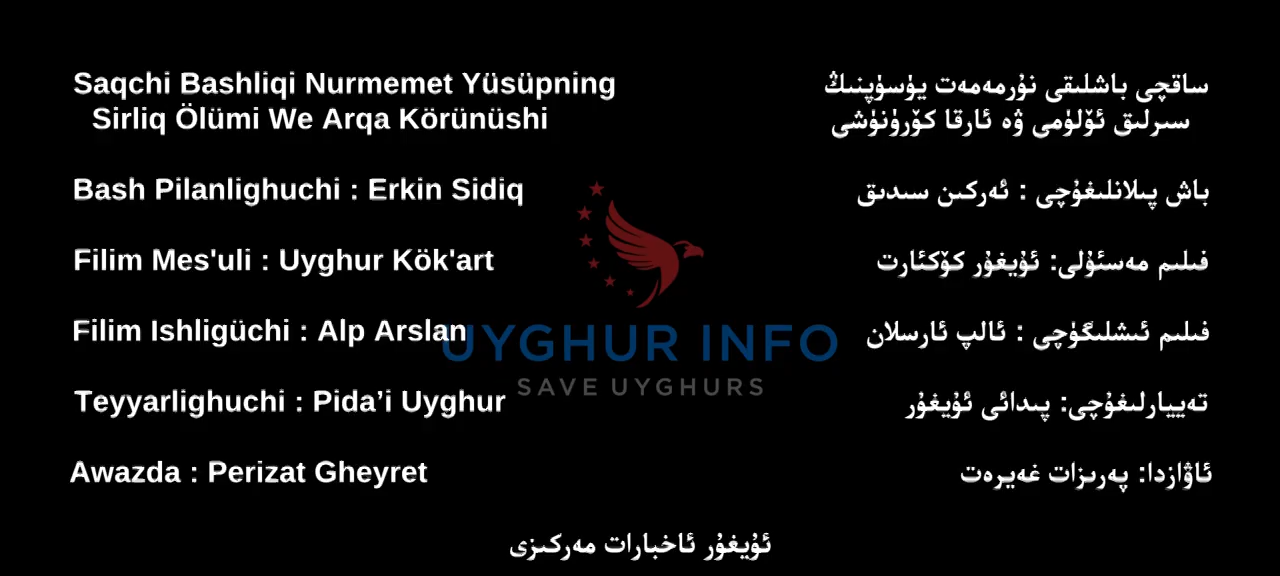 Saqchi Bashliqi Nurmemet Yüsüpning
Sirliq Ölümi We Arqa Körünüshi
ساقچى باشلىقى نۇرمەمەت يۈسۈپنىڭ
سىرلىق ئۆلۈمى ۋە ئارقا كۆرۈنۈشى
Bash Pilanlighuchi : Erkin Sidiq
باش پىلانلىغۇچى : ئەركىن سىدىق
Filim Mes'uli : Uyghur Kök'art
فىلىم مەسئۇلى: ئۇيغۇر كۆكئارت
Filim Ishligüchi : Alp Arslan
فىلىم ئىشلىگۈچى : ئالپ ئارسلان
UYGHUR INFO
SAVE UYGHURS
Teyyarlighuchi : Pida’i Uyghur
تەييارلىغۇچى: پىدائى ئۇيغۇر
Awazda : Perizat Gheyret
ئاۋازدا: پەرىزات غەيرەت
ئۇيغۇر ئاخبارات مەركىزى